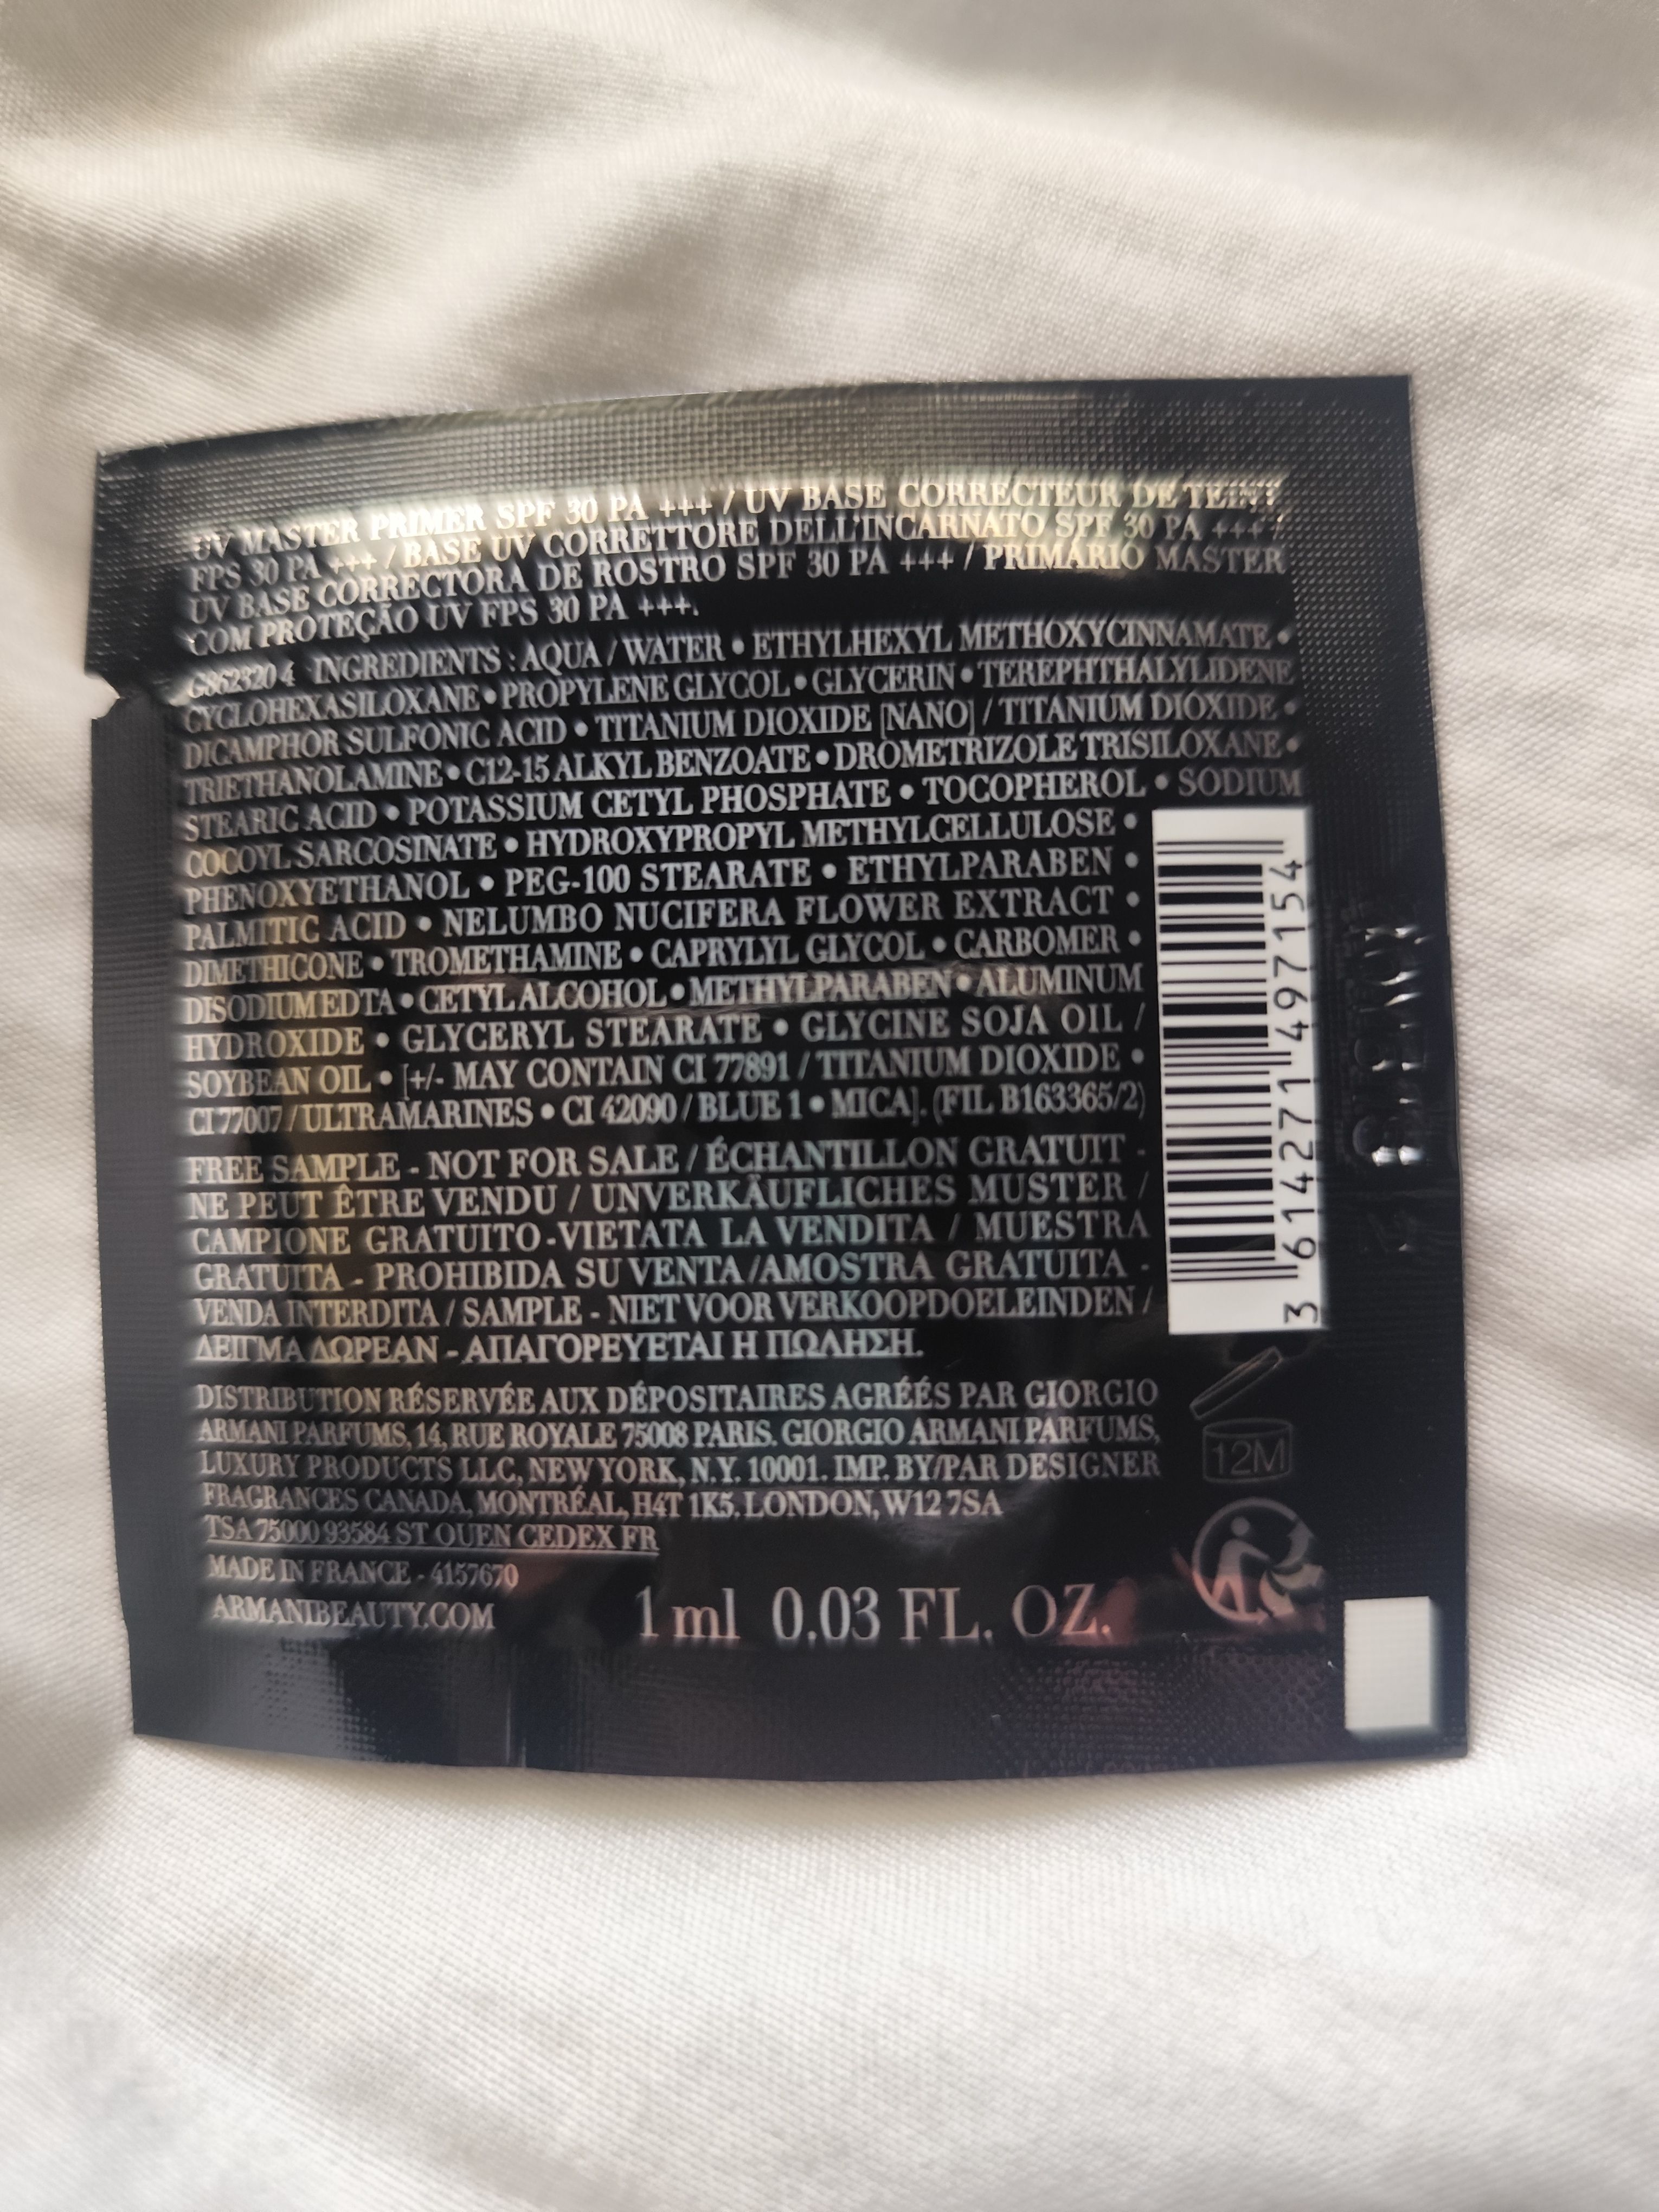 UV MASTER PRIMER SPF 30 PA +++ / UV BASE CORRECTEUR DE TEINT
FPS 30 PA +++ / BASE UV CORRETTORE DELL'INCARNATO SPF 30 PA +++ /
UV BASE CORRECTORA DE ROSTRO SPF 30 PA +++ / PRIMÁRIO MASTER
COM PROTEÇÃO UV FPS 30 PA +++.
G862320 4 INGREDIENTS : AQUA / WATER • ETHYLHEXYL METHOXYCINNAMATE •
CYCLOHEXASILOXANE • PROPYLENE GLYCOL • GLYCERIN • TEREPHTHALYLIDENE
DICAMPHOR SULFONIC ACID • TITANIUM DIOXIDE [NANO] / TITANIUM DIOXIDE •
TRIETHANOLAMINE • C12-15 ALKYL BENZOATE • DROMETRIZOLE TRISILOXANE •
STEARIC ACID • POTASSIUM CETYL PHOSPHATE • TOCOPHEROL • SODIUM
COCOYL SARCOSINATE • HYDROXYPROPYL METHYLCELLULOSE •
PHENOXYETHANOL • PEG-100 STEARATE • ETHYLPARABEN •
PALMITIC ACID • NELUMBO NUCIFERA FLOWER EXTRACT •
DIMETHICONE • TROMETHAMINE • CAPRYLYL GLYCOL • CARBOMER •
DISODIUM EDTA • CETYL ALCOHOL • METHYLPARABEN • ALUMINUM
HYDROXIDE • GLYCERYL STEARATE • GLYCINE SOJA OIL /
SOYBEAN OIL • [+/- MAY CONTAIN CI 77891 / TITANIUM DIOXIDE •
CI 77007 / ULTRAMARINES • CI 42090 / BLUE 1 • MICA]. (FIL B163365/2)
3 614271 497154
FREE SAMPLE - NOT FOR SALE / ÉCHANTILLON GRATUIT -
NE PEUT ÊTRE VENDU / UNVERKÄUFLICHES MUSTER /
CAMPIONE GRATUITO - VIETATA LA VENDITA / MUESTRA
GRATUITA - PROHIBIDA SU VENTA / AMOSTRA GRATUITA -
VENDA INTERDITA / SAMPLE - NIET VOOR VERKOOPDOELEINDEN /
ΔΕΙΓΜΑ ΔΩΡΕΑΝ - ΑΠΑΓΟΡΕΥΕΤΑΙ Η ΠΩΛΗΣΗ.
DISTRIBUTION RÉSERVÉE AUX DÉPOSITAIRES AGRÉÉS PAR GIORGIO
ARMANI PARFUMS, 14, RUE ROYALE 75008 PARIS. GIORGIO ARMANI PARFUMS,
LUXURY PRODUCTS LLC, NEW YORK, N.Y. 10001. IMP. BY/PAR DESIGNER
FRAGRANCES CANADA, MONTRÉAL, H4T 1K5. LONDON, W12 7SA
TSA 75000 93584 ST OUEN CEDEX FR
MADE IN FRANCE - 4157670
ARMANIBEAUTY.COM
1 ml 0.03 FL. OZ.
12M